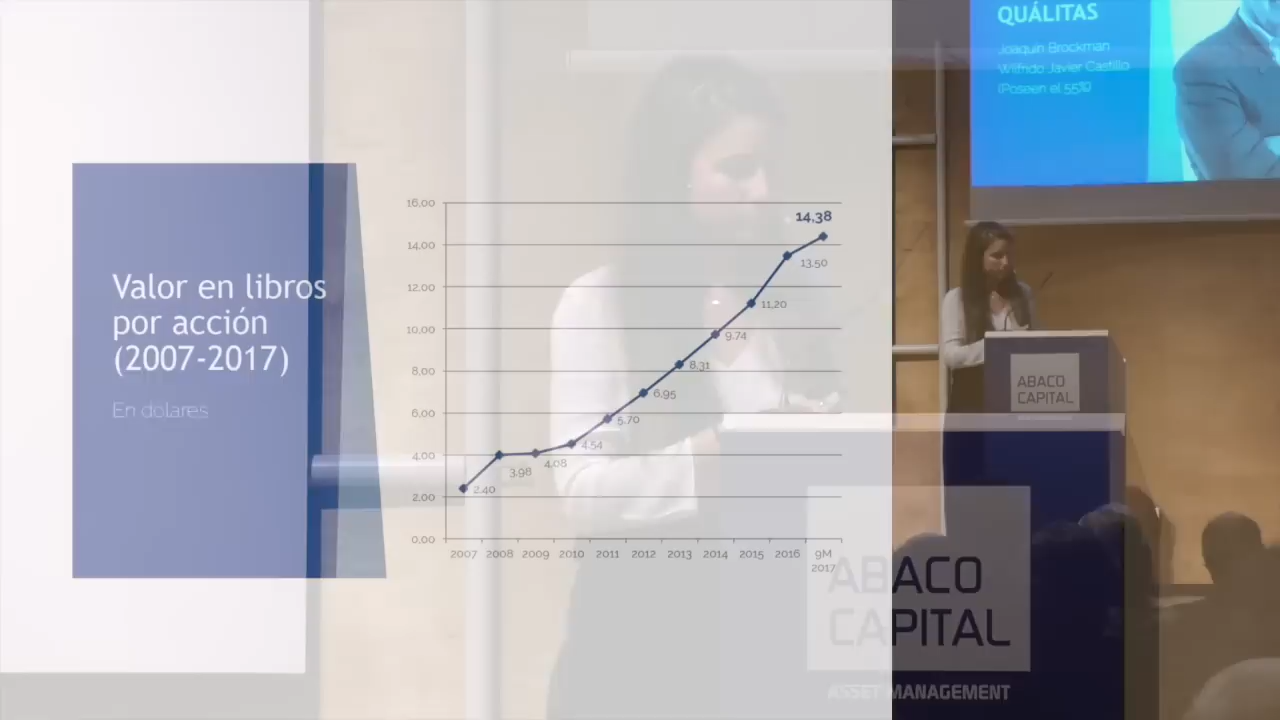 QUÁLITAS
Joaquín Brockman
Wilfrido Javier Castillo
(Poseen el 55%)
Valor en libros
por acción
(2007-2017)
En dólares
16,00
14,00
12,00
10,00
8,00
6,00
4,00
2,00
0,00
2,40
3,98
4,08
4,54
5,70
6,95
8,31
9,74
11,20
13,50
14,38
2007 2008 2009 2010 2011 2012 2013 2014 2015 2016 9M
2017
ABACO
CAPITAL
ABACO
CAPITAL
ASSET MANAGEMENT